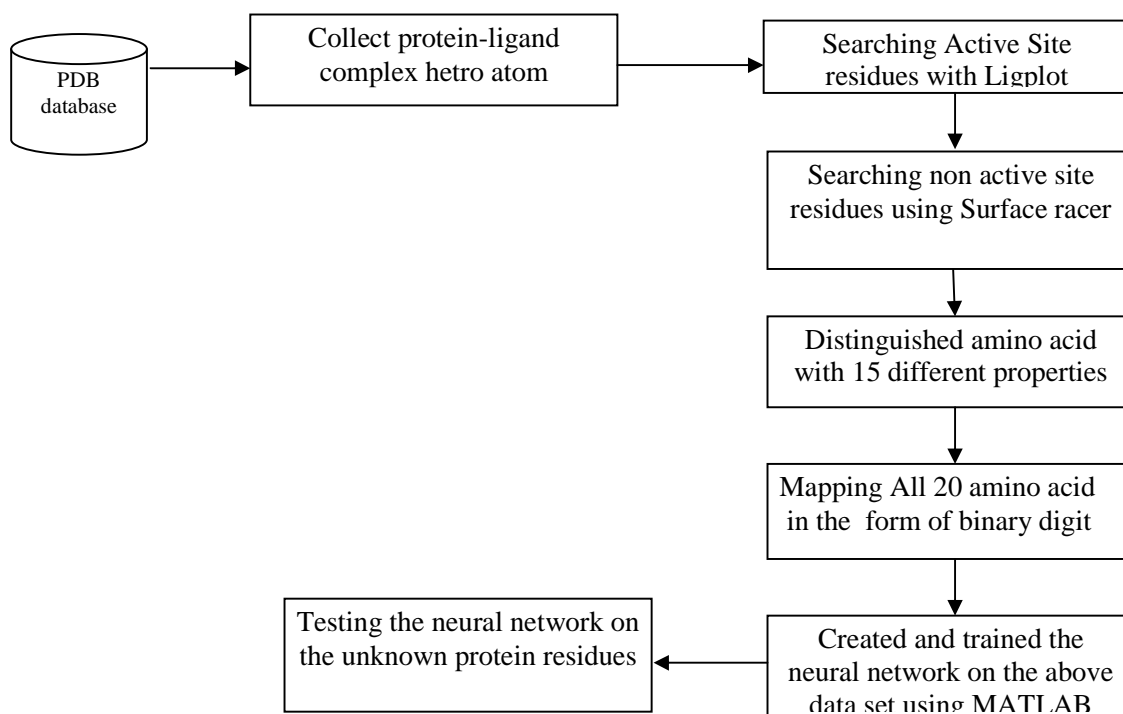 PDB
database
Collect protein-ligand
complex hetro atom
Searching Active Site
residues with Ligplot
Searching non active site
residues using Surface racer
Distinguished amino acid
with 15 different properties
Mapping All 20 amino acid
in the form of binary digit
Created and trained the
neural network on the above
data set using MATLAB
Testing the neural network on
the unknown protein residues